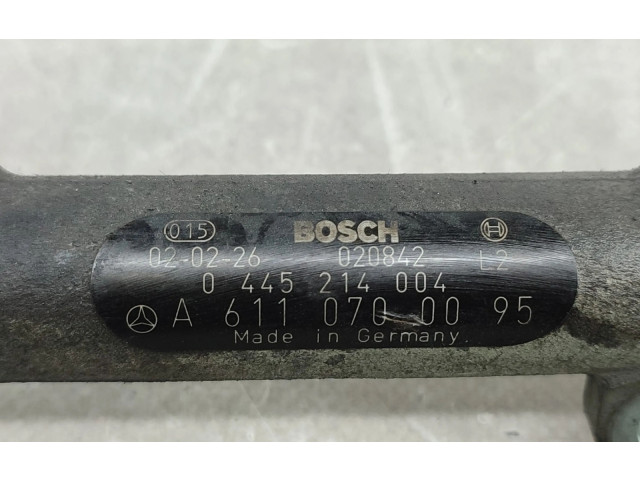 015 BOSCH
02-02-26 020842 L2
0 445 214 004
A 611 070 00 95
Made in Germany